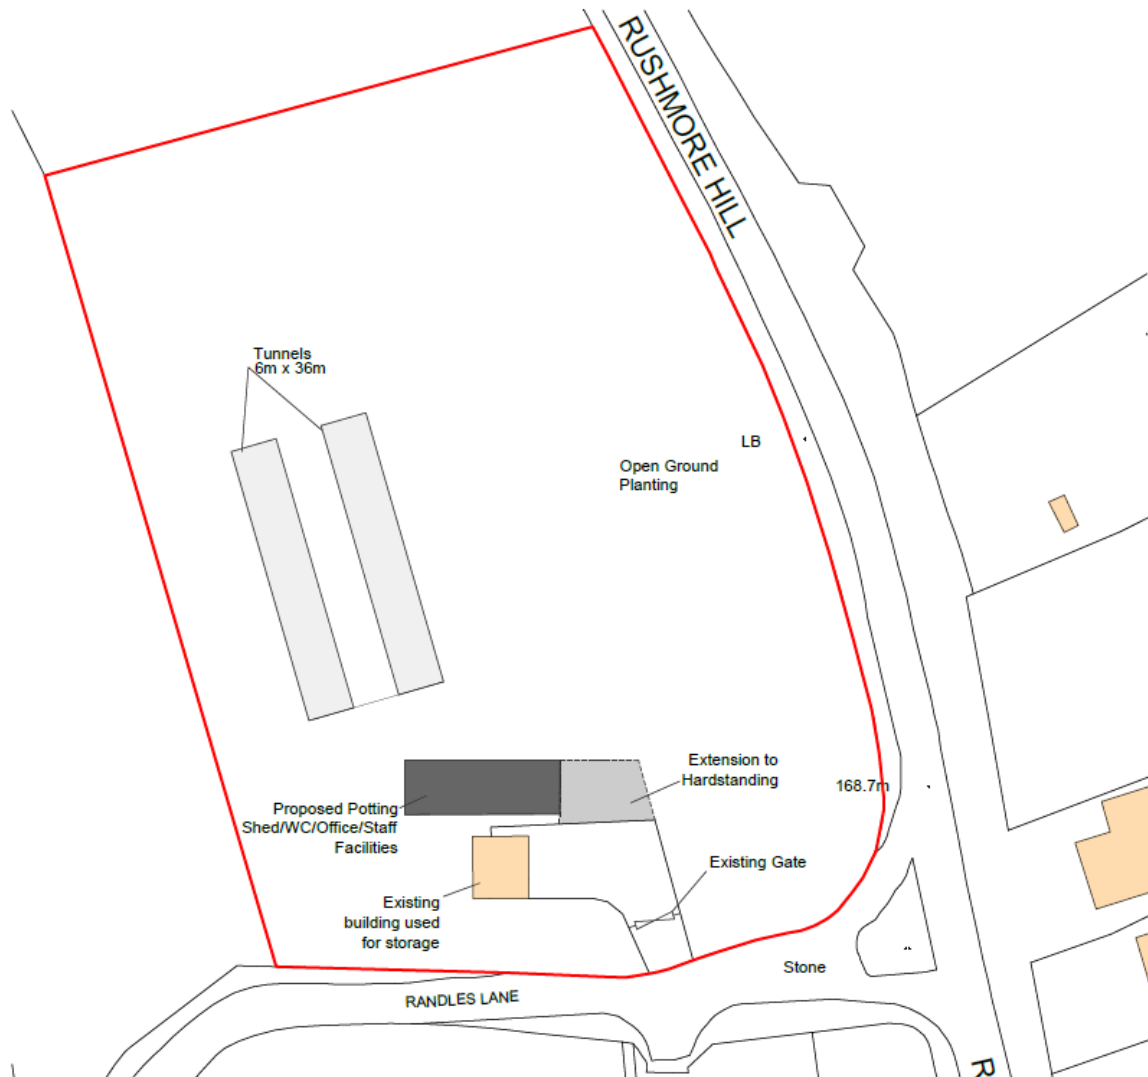 RUSHMORE HILL
Tunnels
6m x 36m
LB
Open Ground
Planting
Extension to
Hardstanding
168.7m
Proposed Potting
Shed/WC/Office/Staff
Facilities
Existing Gate
Existing
building used
for storage
Stone
RANDLES LANE
R